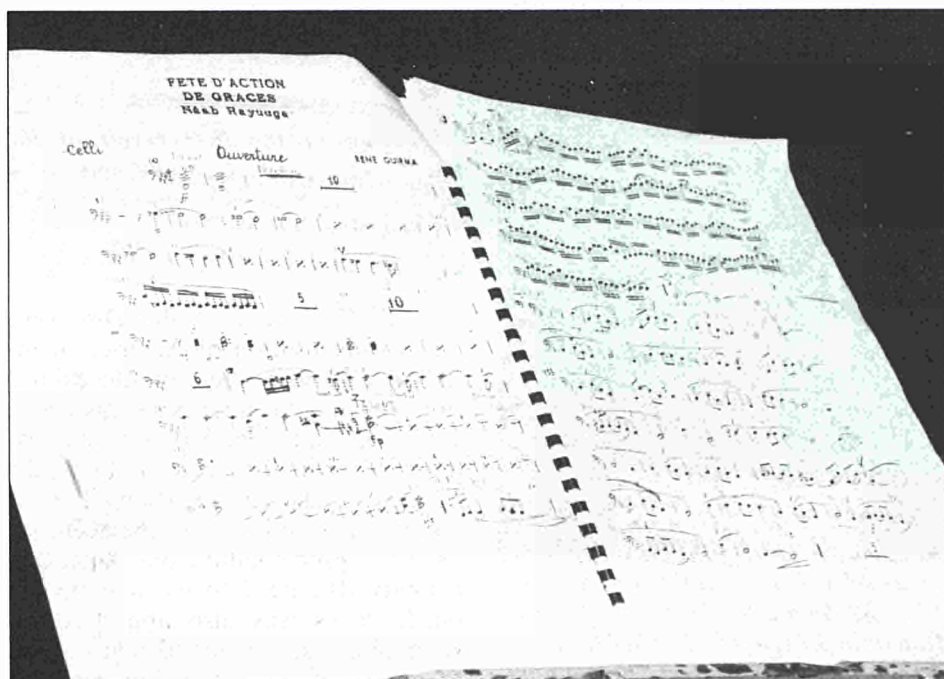 FETE D'ACTION
DE GRACES
Naab Rayuuga
Celli
Ouverture
RENE GUIRMA
10
5
10
6